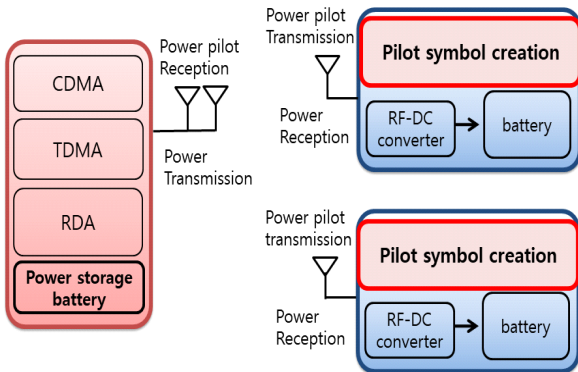 CDMA
TDMA
RDA
Power storage
battery
Power pilot
Reception
Power
Transmission
Power pilot
Transmission
Power
Reception
Pilot symbol creation
RF-DC
converter
battery
Power pilot
transmission
Power
Reception
Pilot symbol creation
RF-DC
converter
battery